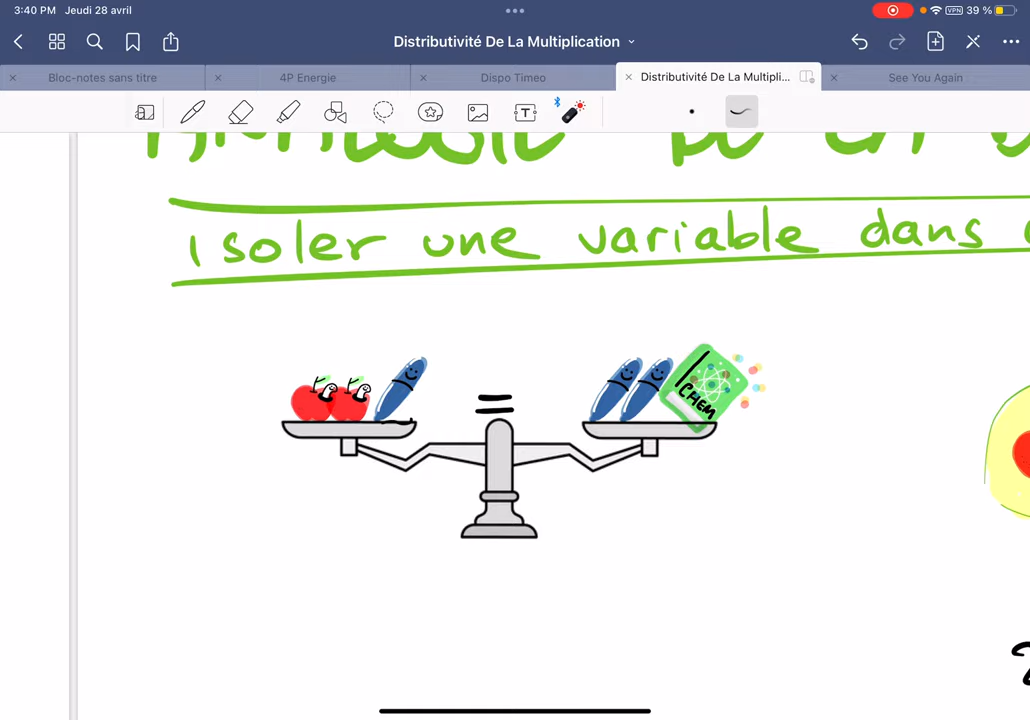 3:40 PM Jeudi 28 avril
VPN 39 %
Distributivité De La Multiplication
Bloc-notes sans titre
4P Energie
Dispo Timeo
Distributivité De La Multipli...
See You Again
T
isoler une variable dans
=
CHEM